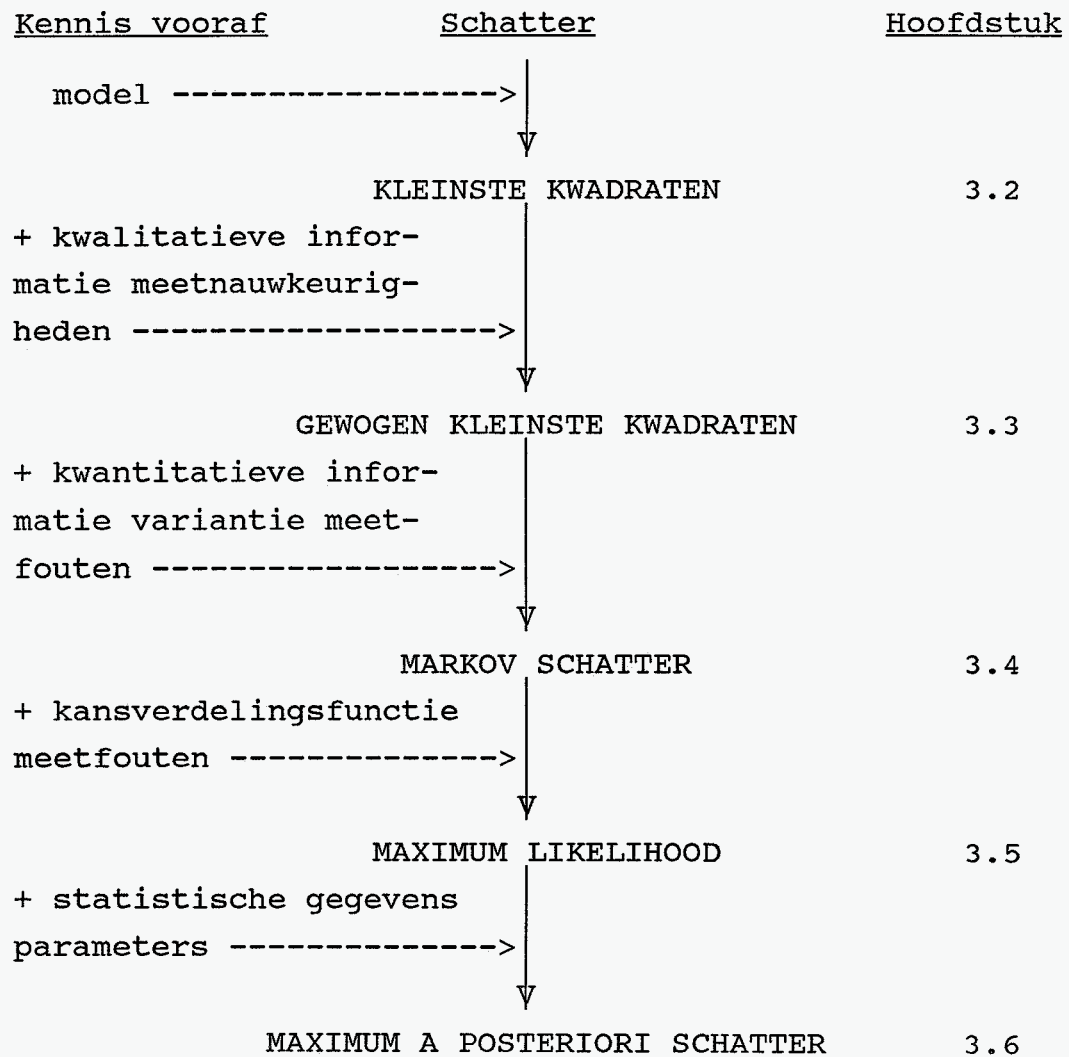 Kennis vooraf Schatter Hoofdstuk
model ----------------->
KLEINSTE KWADRATEN 3.2
+ kwalitatieve infor-
matie meetnauwkeurig-
heden ------------------->
GEWOGEN KLEINSTE KWADRATEN 3.3
+ kwantitatieve infor-
matie variantie meet-
fouten ------------------>
MARKOV SCHATTER 3.4
+ kansverdelingsfunctie
meetfouten -------------->
MAXIMUM LIKELIHOOD 3.5
+ statistische gegevens
parameters -------------->
MAXIMUM A POSTERIORI SCHATTER 3.6